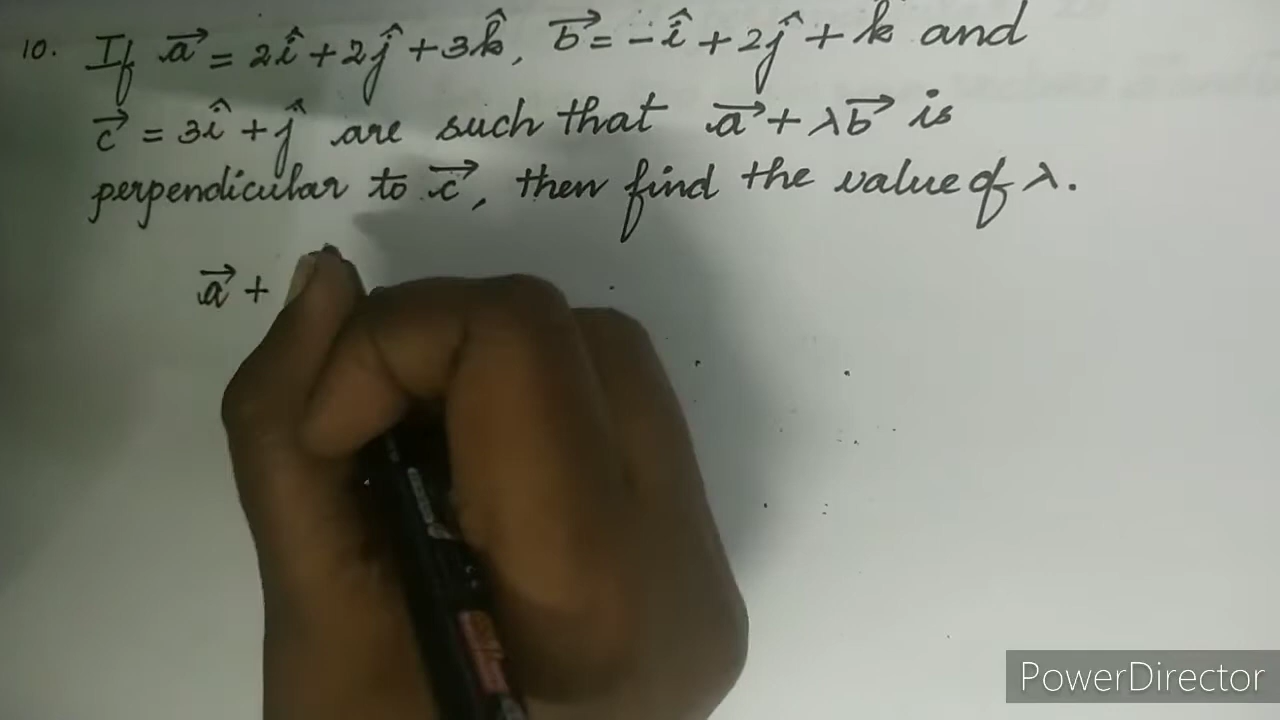 10. If a⃗ = 2î + 2ĵ + 3k̂, b⃗ = -î + 2ĵ + k̂ and
c⃗ = 3î + ĵ are such that a⃗ + λb⃗ is
perpendicular to c⃗, then find the value of λ.
a⃗ +
PowerDirector